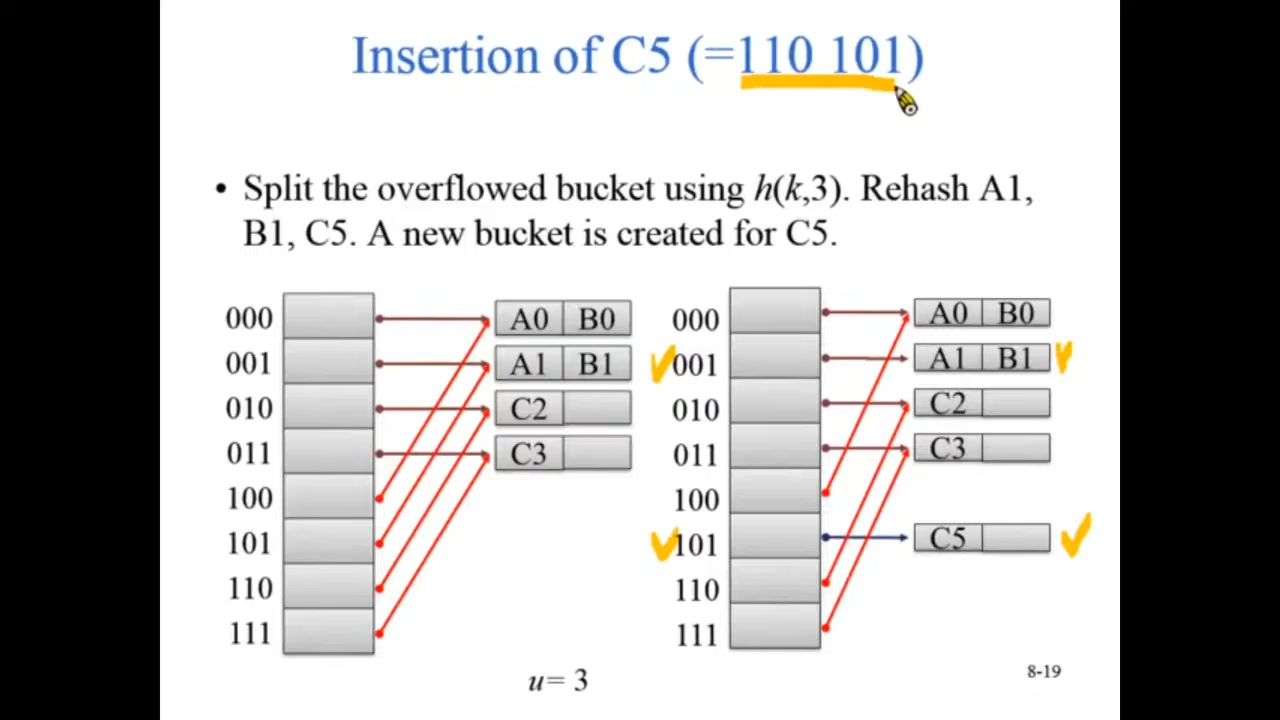 Insertion of C5 (=110 101)
• Split the overflowed bucket using h(k,3). Rehash A1,
B1, C5. A new bucket is created for C5.
000 A0 B0
001 A1 B1
010 C2
011 C3
100
101
110
111
000 A0 B0
001 A1 B1
010 C2
011 C3
100
101 C5
110
111
u= 3
8-19